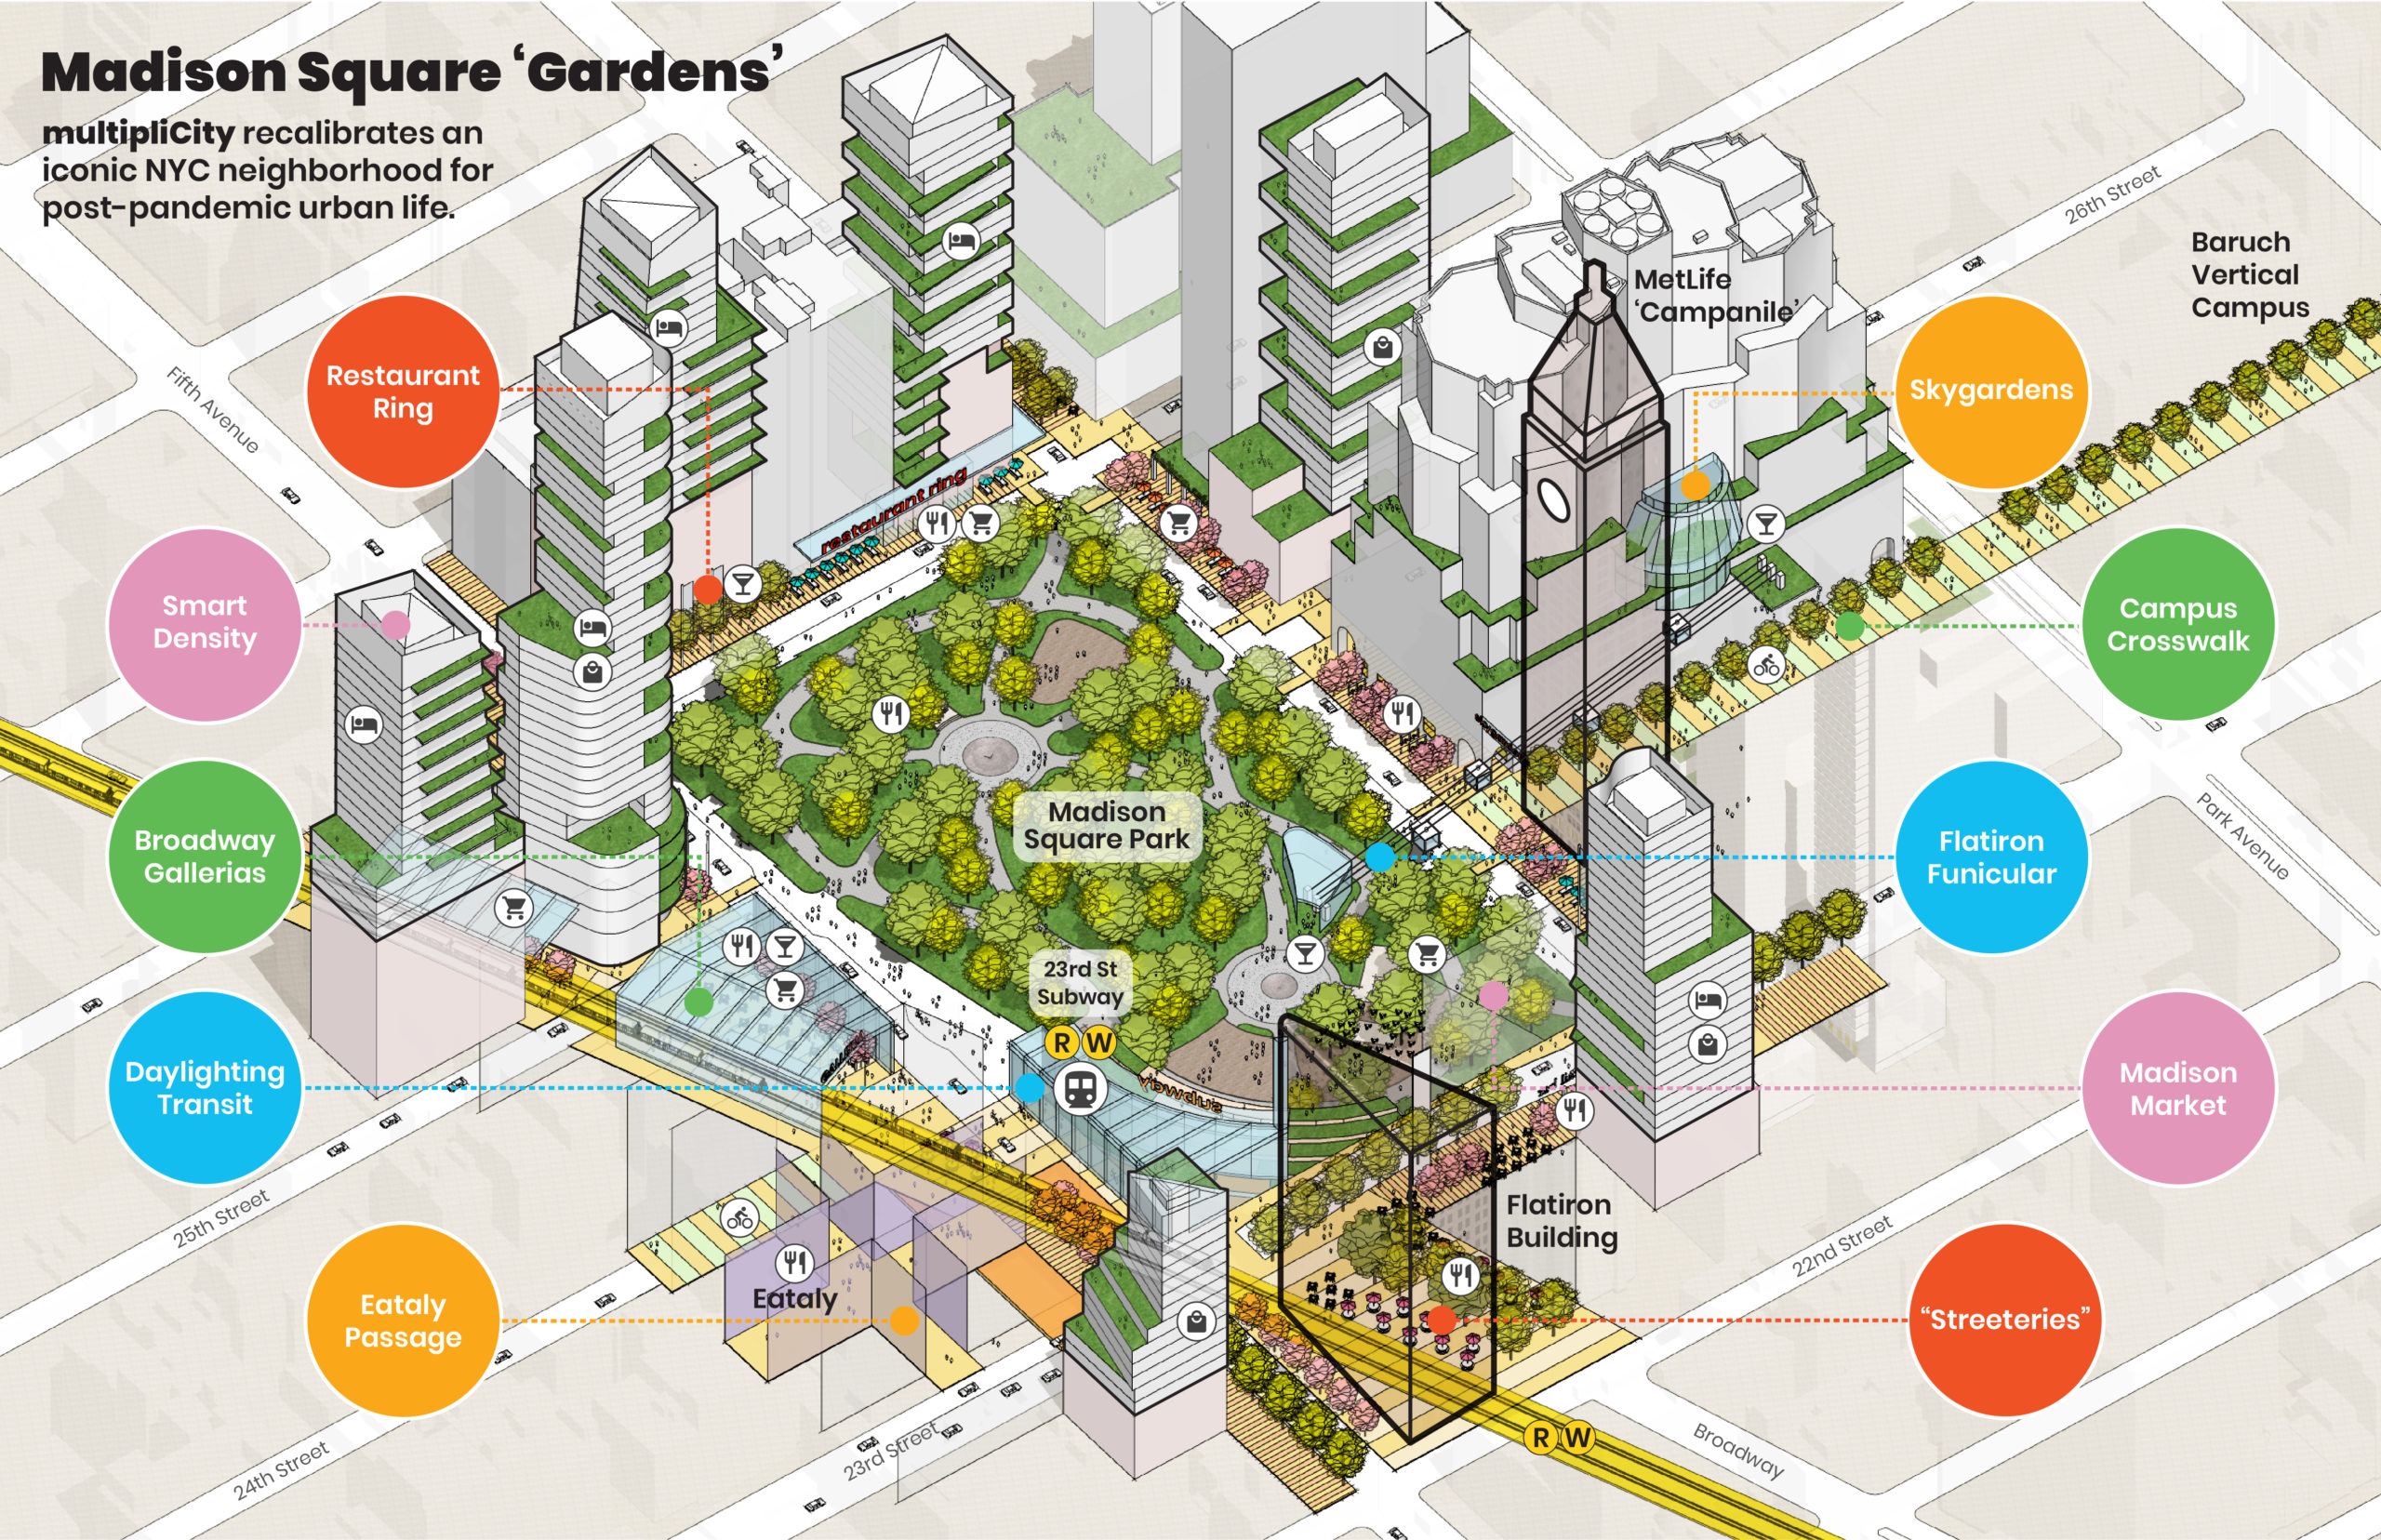 Madison Square ‘Gardens’
multipliCity recalibrates an
iconic NYC neighborhood for
post-pandemic urban life.
26th Street
Baruch
Vertical
Campus
MetLife
‘Campanile’
Fifth Avenue
Restaurant
Ring
Skygardens
restaurant ring
Smart
Density
Campus
Crosswalk
Madison
Square Park
Broadway
Gallerias
Flatiron
Funicular
Park Avenue
23rd St
Subway
R W
Daylighting
Transit
subway
Madison
Market
Flatiron
Building
25th Street
22nd Street
Eataly
Eataly
Passage
“Streeteries”
24th Street
23rd Street
R W
Broadway